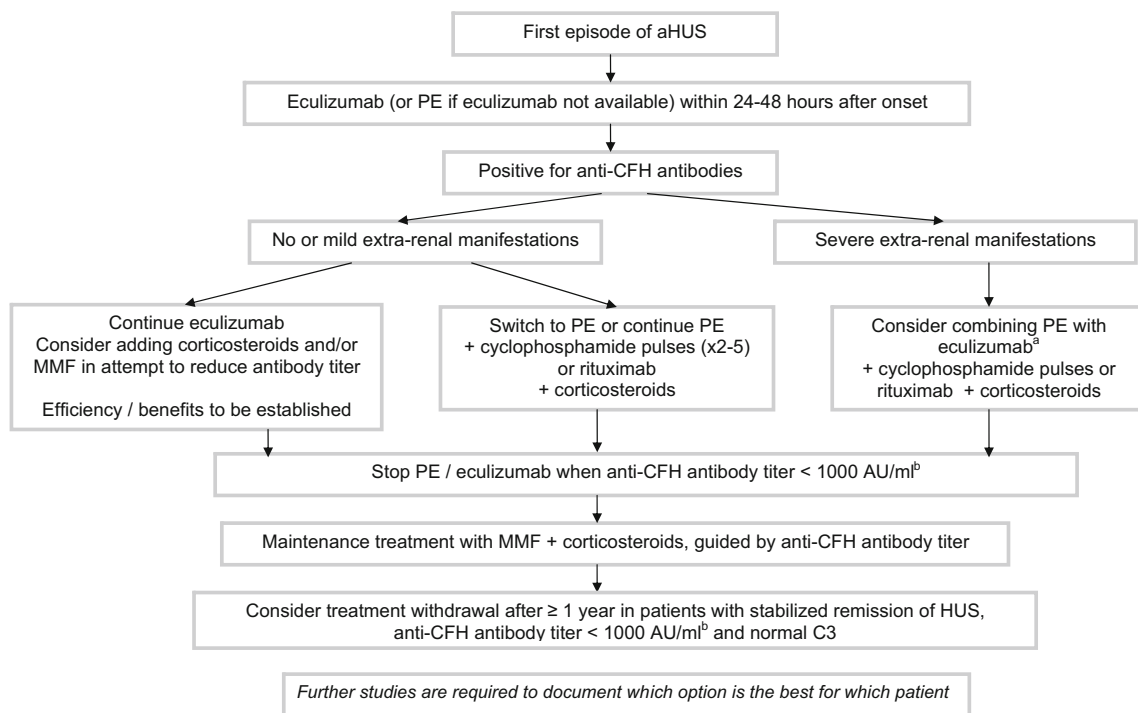 First episode of aHUS
Eculizumab (or PE if eculizumab not available) within 24-48 hours after onset
Positive for anti-CFH antibodies
No or mild extra-renal manifestations
Severe extra-renal manifestations
Continue eculizumab
Consider adding corticosteroids and/or
MMF in attempt to reduce antibody titer
Efficiency / benefits to be established
Switch to PE or continue PE
+ cyclophosphamide pulses (x2-5)
or rituximab
+ corticosteroids
Consider combining PE with
eculizumabᵃ
+ cyclophosphamide pulses or
rituximab + corticosteroids
Stop PE / eculizumab when anti-CFH antibody titer < 1000 AU/mlᵇ
Maintenance treatment with MMF + corticosteroids, guided by anti-CFH antibody titer
Consider treatment withdrawal after ≥ 1 year in patients with stabilized remission of HUS,
anti-CFH antibody titer < 1000 AU/mlᵇ and normal C3
Further studies are required to document which option is the best for which patient